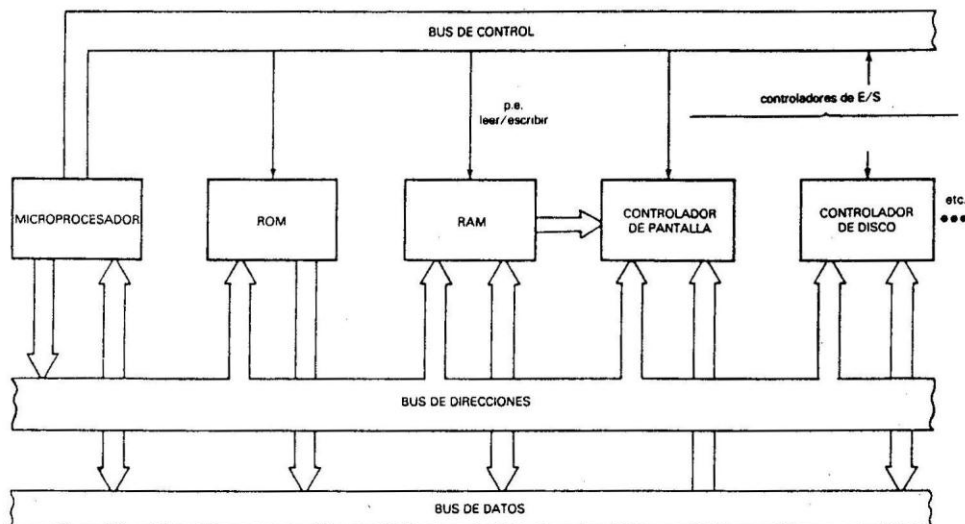 BUS DE CONTROL
p.e.
leer/escribir
controladores de E/S
MICROPROCESADOR
ROM
RAM
CONTROLADOR
DE PANTALLA
CONTROLADOR
DE DISCO
etc.
BUS DE DIRECCIONES
BUS DE DATOS